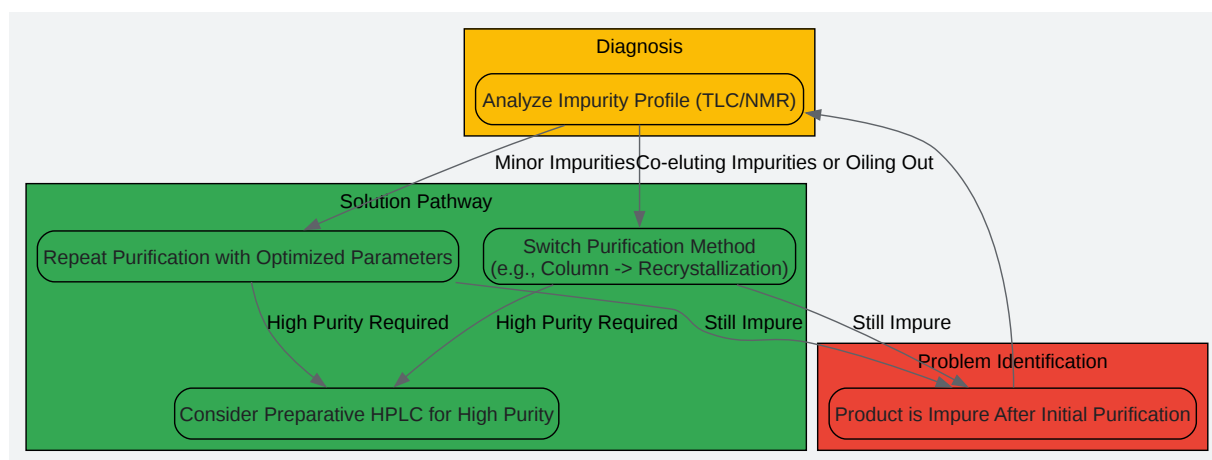 Diagnosis
Analyze Impurity Profile (TLC/NMR)
Minor Impurities
Co-eluting Impurities or Oiling Out
Solution Pathway
Repeat Purification with Optimized Parameters
Switch Purification Method
(e.g., Column -> Recrystallization)
High Purity Required
High Purity Required
Still Impure
Still Impure
Problem Identification
Consider Preparative HPLC for High Purity
Product is Impure After Initial Purification